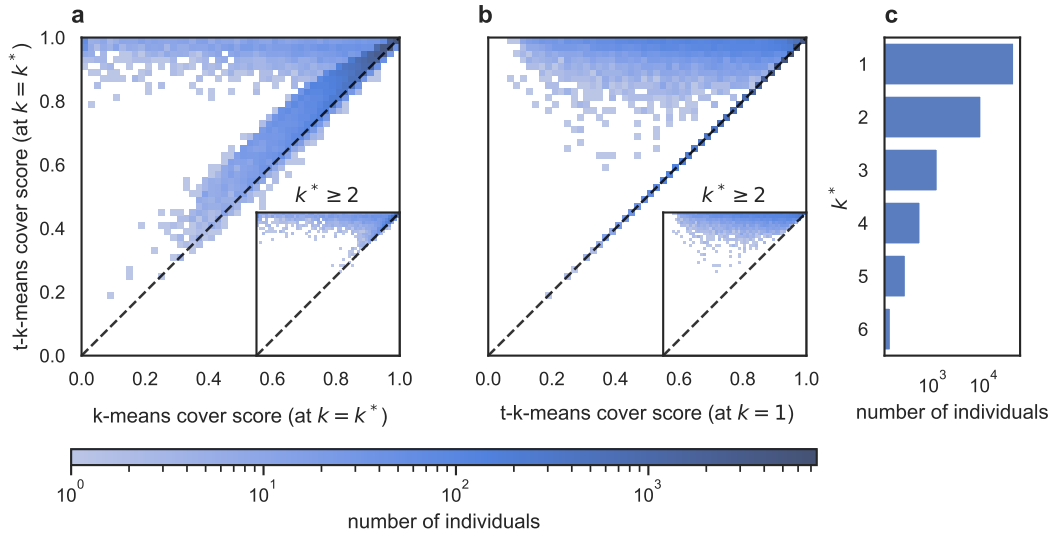 a
b
c
1.0
0.8
0.6
0.4
0.2
0.0
t-k-means cover score (at k = k*)
k* ≥ 2
0.0 0.2 0.4 0.6 0.8 1.0
k-means cover score (at k = k*)
k* ≥ 2
0.0 0.2 0.4 0.6 0.8 1.0
t-k-means cover score (at k = 1)
k*
1
2
3
4
5
6
10³ 10⁴
number of individuals
10⁰ 10¹ 10² 10³
number of individuals